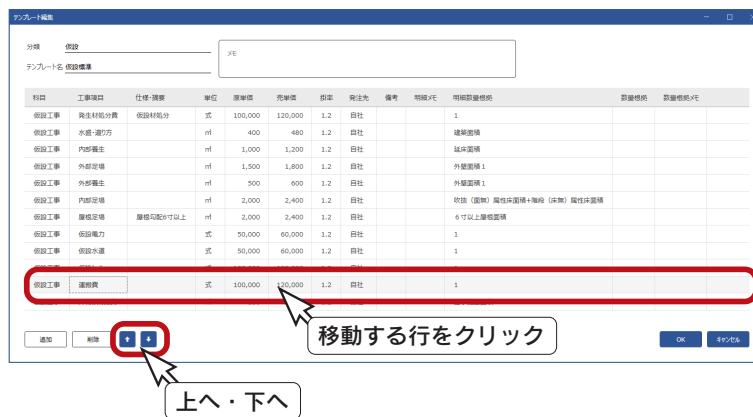 テンプレート編集
分類 仮設
メモ
テンプレート名 仮設標準
科目 工事項目 仕様・摘要 単位 原単価 売単価 掛率 発注先 備考 明細メモ 明細数量根拠 数量根拠 数量根拠メモ
仮設工事 発生材処分費 仮設材処分 式 100,000 120,000 1.2 自社 1
仮設工事 水盛・遣り方 ㎡ 400 480 1.2 自社 建築面積
仮設工事 内部養生 ㎡ 1,000 1,200 1.2 自社 延床面積
仮設工事 外部足場 ㎡ 1,500 1,800 1.2 自社 外壁面積1
仮設工事 外部養生 ㎡ 500 600 1.2 自社 外壁面積1
仮設工事 内部足場 ㎡ 2,000 2,400 1.2 自社 吹抜（面無）属性床面積+階段（床無）属性床面積
仮設工事 屋根足場 屋根勾配6寸以上 ㎡ 2,000 2,400 1.2 自社 6寸以上屋根面積
仮設工事 仮設電力 式 50,000 60,000 1.2 自社 1
仮設工事 仮設水道 式 50,000 60,000 1.2 自社 1
仮設工事 運搬費 式 100,000 120,000 1.2 自社 1
移動する行をクリック
追加 削除 OK キャンセル
上へ・下へ